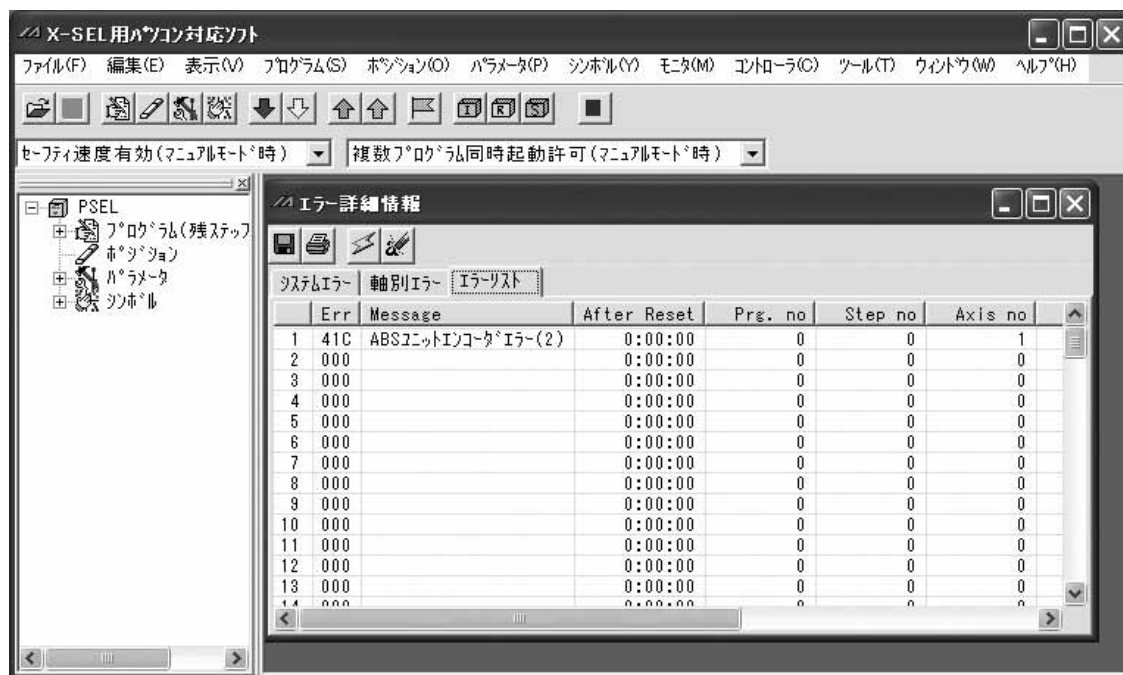 X-SEL用ﾊﾟｿｺﾝ対応ｿﾌﾄ
ﾌｧｲﾙ(F) 編集(E) 表示(V) ﾌﾟﾛｸﾞﾗﾑ(S) ﾎﾟｼﾞｼｮﾝ(O) ﾊﾟﾗﾒｰﾀ(P) ｼﾝﾎﾞﾙ(Y) ﾓﾆﾀ(M) ｺﾝﾄﾛｰﾗ(C) ﾂｰﾙ(T) ｳｨﾝﾄﾞｳ(W) ﾍﾙﾌﾟ(H)
I R S
ｾｰﾌﾃｨ速度有効(ﾏﾆｭｱﾙﾓｰﾄﾞ時) 複数ﾌﾟﾛｸﾞﾗﾑ同時起動許可(ﾏﾆｭｱﾙﾓｰﾄﾞ時)
PSEL
ﾌﾟﾛｸﾞﾗﾑ(残ｽﾃｯﾌ
ﾎﾟｼﾞｼｮﾝ
ﾊﾟﾗﾒｰﾀ
ｼﾝﾎﾞﾙ
ｴﾗｰ詳細情報
ｼｽﾃﾑｴﾗｰ 軸別ｴﾗｰ ｴﾗｰﾘｽﾄ
Err Message After Reset Prg. no Step no Axis no
1 41C ABSﾕﾆｯﾄｴﾝｺｰﾀﾞｴﾗｰ(2) 0:00:00 0 0 1
2 000 0:00:00 0 0 0
3 000 0:00:00 0 0 0
4 000 0:00:00 0 0 0
5 000 0:00:00 0 0 0
6 000 0:00:00 0 0 0
7 000 0:00:00 0 0 0
8 000 0:00:00 0 0 0
9 000 0:00:00 0 0 0
10 000 0:00:00 0 0 0
11 000 0:00:00 0 0 0
12 000 0:00:00 0 0 0
13 000 0:00:00 0 0 0
14 000 0:00:00 0 0 0